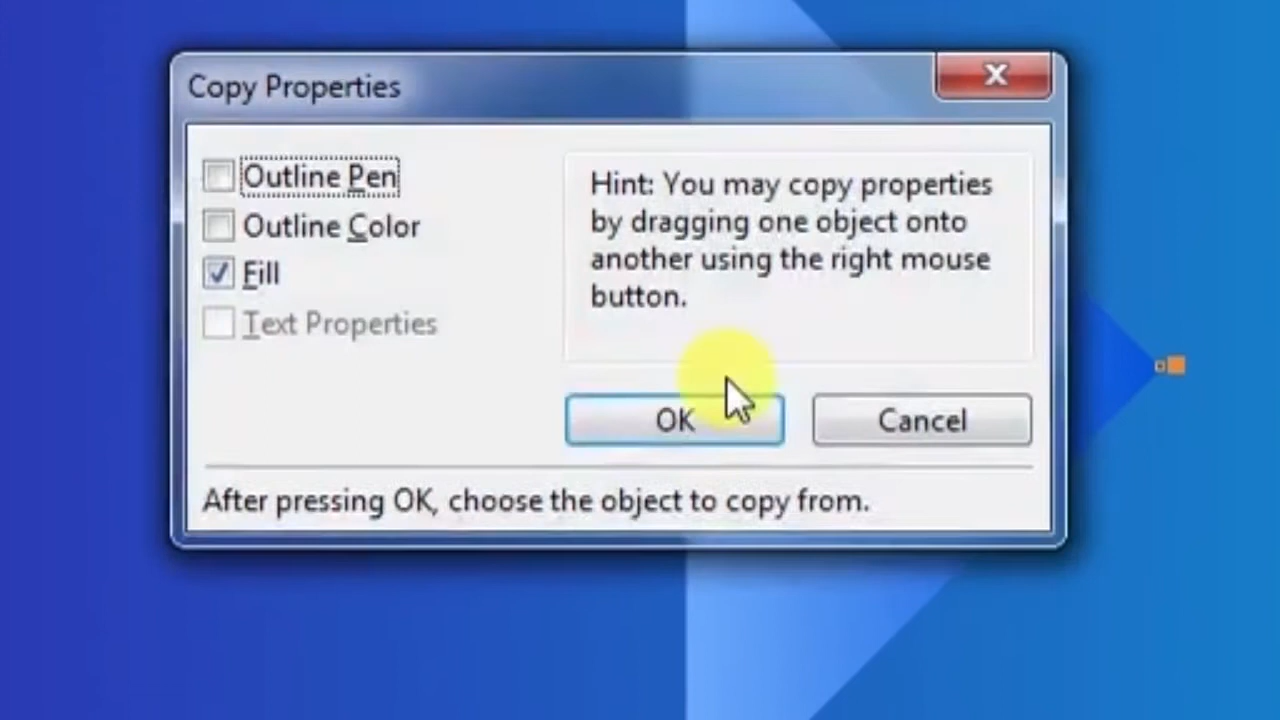 Copy Properties
Outline Pen
Outline Color
Fill
Text Properties
Hint: You may copy properties
by dragging one object onto
another using the right mouse
button.
OK
Cancel
After pressing OK, choose the object to copy from.